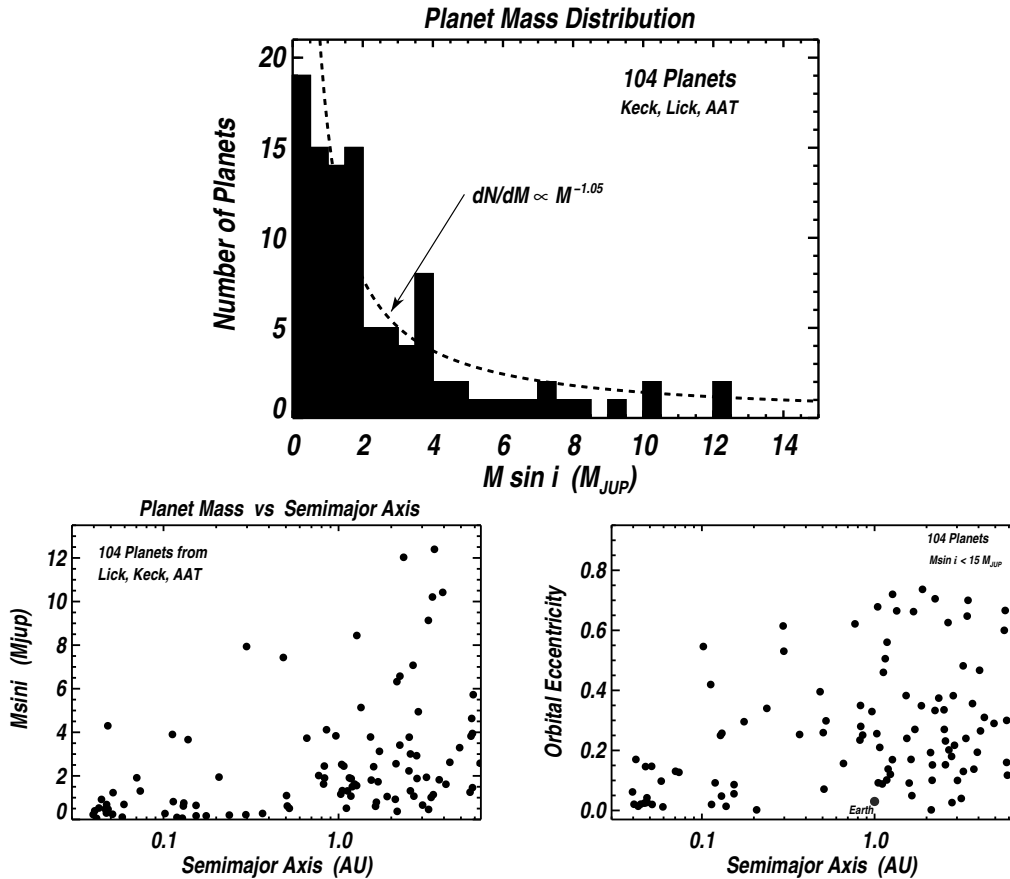 Planet Mass Distribution
20
15
10
5
0
Number of Planets
104 Planets
Keck, Lick, AAT
dN/dM ∝ M^−1.05
0 2 4 6 8 10 12 14
M sin i (M_JUP)
Planet Mass vs Semimajor Axis
104 Planets from
Lick, Keck, AAT
12
10
8
6
4
2
0
Msini (Mjup)
0.1 1.0
Semimajor Axis (AU)
104 Planets
Msin i < 15 M_JUP
0.8
0.6
0.4
0.2
0.0
Orbital Eccentricity
Earth
0.1 1.0
Semimajor Axis (AU)